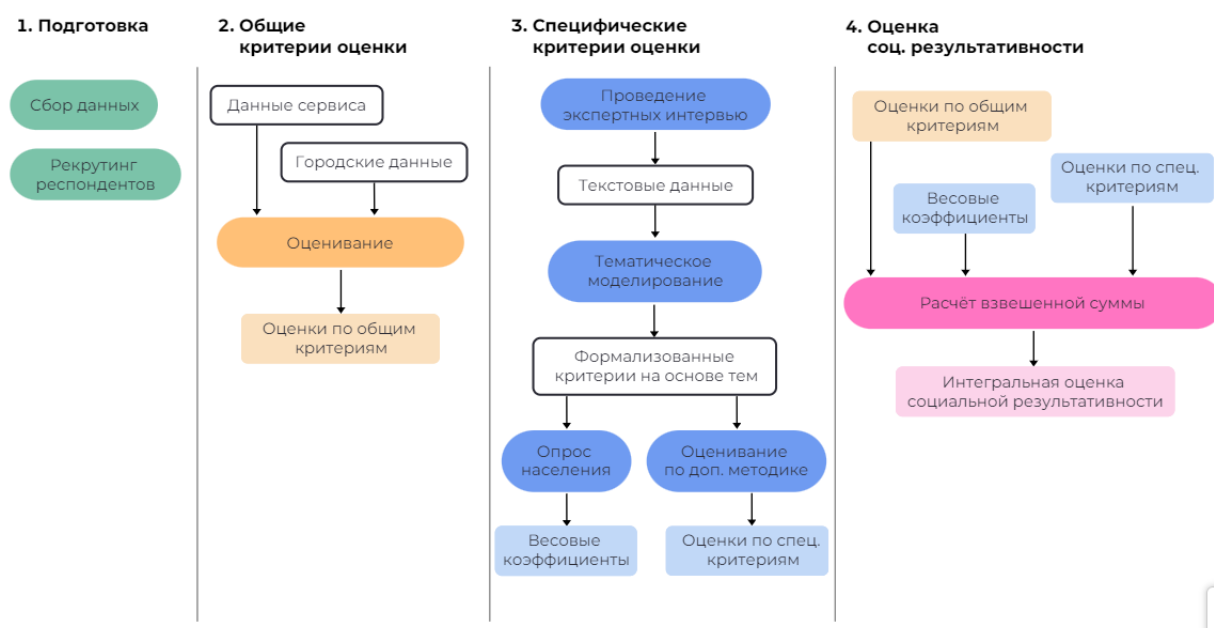 1. Подготовка
Сбор данных
Рекрутинг
респондентов
2. Общие
критерии оценки
Данные сервиса
Городские данные
Оценивание
Оценки по общим
критериям
3. Специфические
критерии оценки
Проведение
экспертных интервью
Текстовые данные
Тематическое
моделирование
Формализованные
критерии на основе тем
Опрос
населения
Оценивание
по доп. методике
Весовые
коэффициенты
Оценки по спец.
критериям
4. Оценка
соц. результативности
Оценки по общим
критериям
Оценки по спец.
критериям
Весовые
коэффициенты
Расчёт взвешенной суммы
Интегральная оценка
социальной результативности